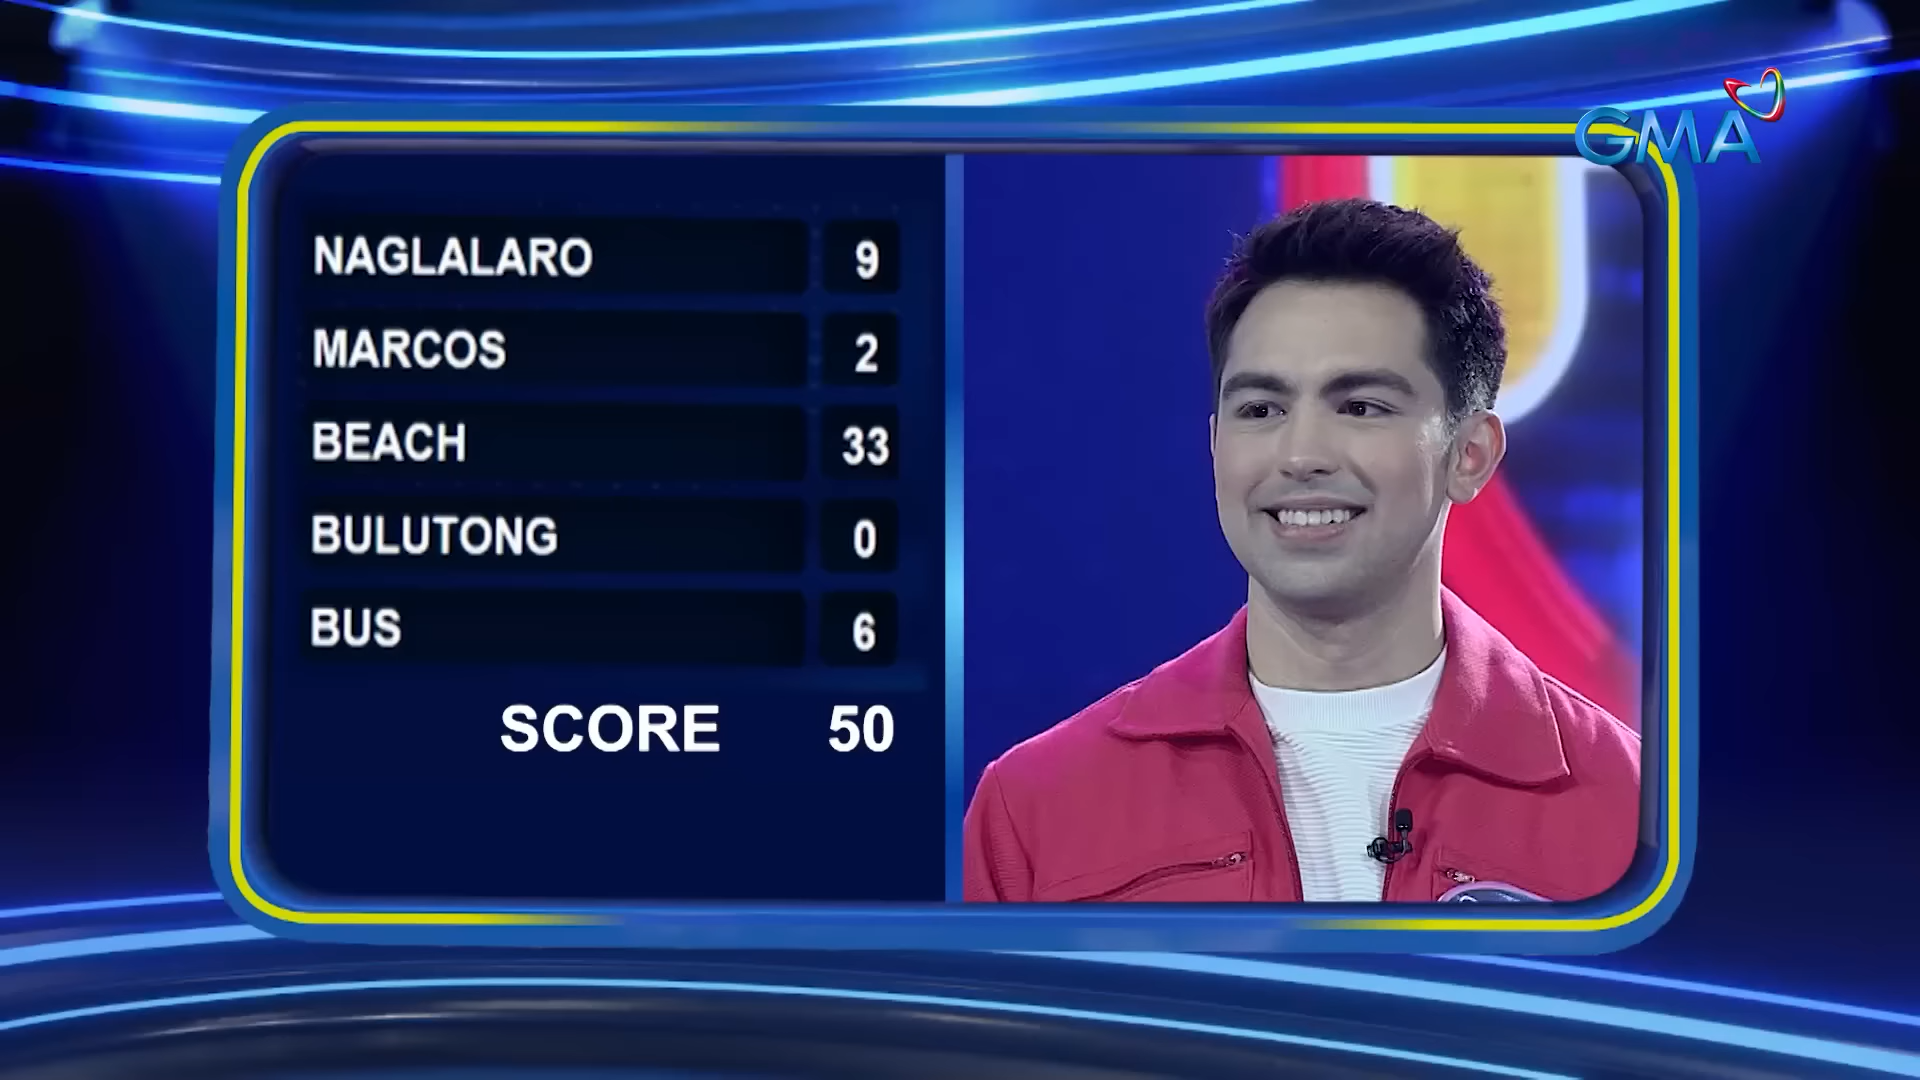 GMA
NAGLALARO 9
MARCOS 2
BEACH 33
BULUTONG 0
BUS 6
SCORE 50